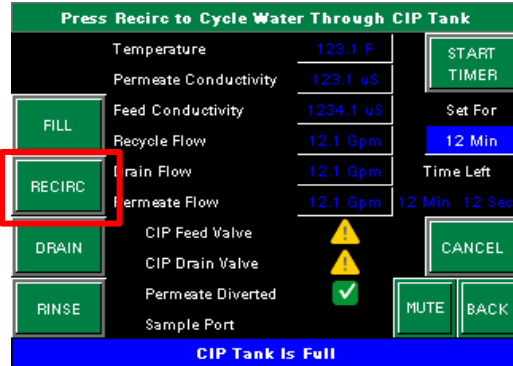 Press Recirc to Cycle Water Through CIP Tank
Temperature 123.1 F
START TIMER
Permeate Conductivity 123.1 uS
FILL
Feed Conductivity 1234.1 uS
Set For
Recycle Flow 12.1 Gpm
12 Min
RECIRC
Drain Flow 12.1 Gpm
Time Left
Permeate Flow 12.1 Gpm
12 Min 12 Sec
DRAIN
CIP Feed Valve
CIP Drain Valve
CANCEL
RINSE
Permeate Diverted
Sample Port
MUTE
BACK
CIP Tank Is Full